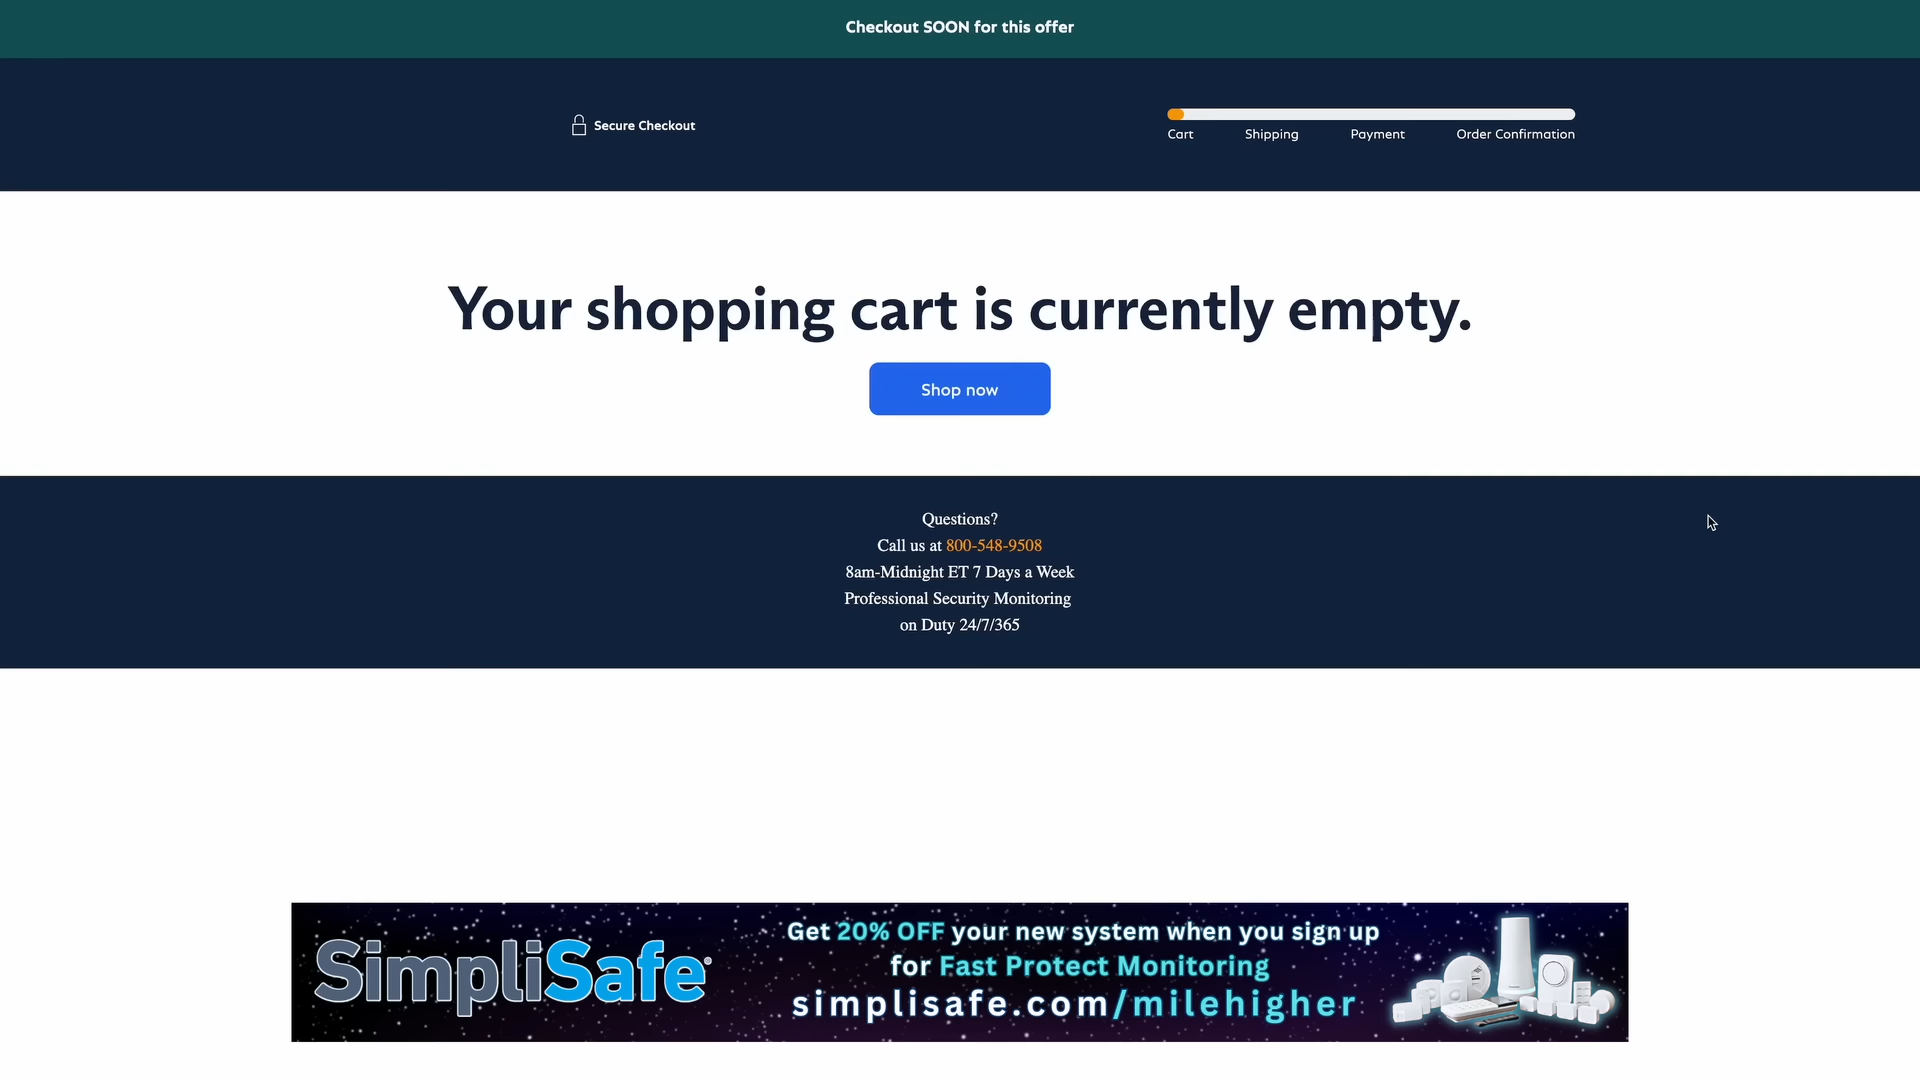 Checkout SOON for this offer
Secure Checkout
Cart
Shipping
Payment
Order Confirmation
Your shopping cart is currently empty.
Shop now
Questions?
Call us at 800-548-9508
8am-Midnight ET 7 Days a Week
Professional Security Monitoring
on Duty 24/7/365
SimpliSafe
Get 20% OFF your new system when you sign up
for Fast Protect Monitoring
simplisafe.com/milehigher